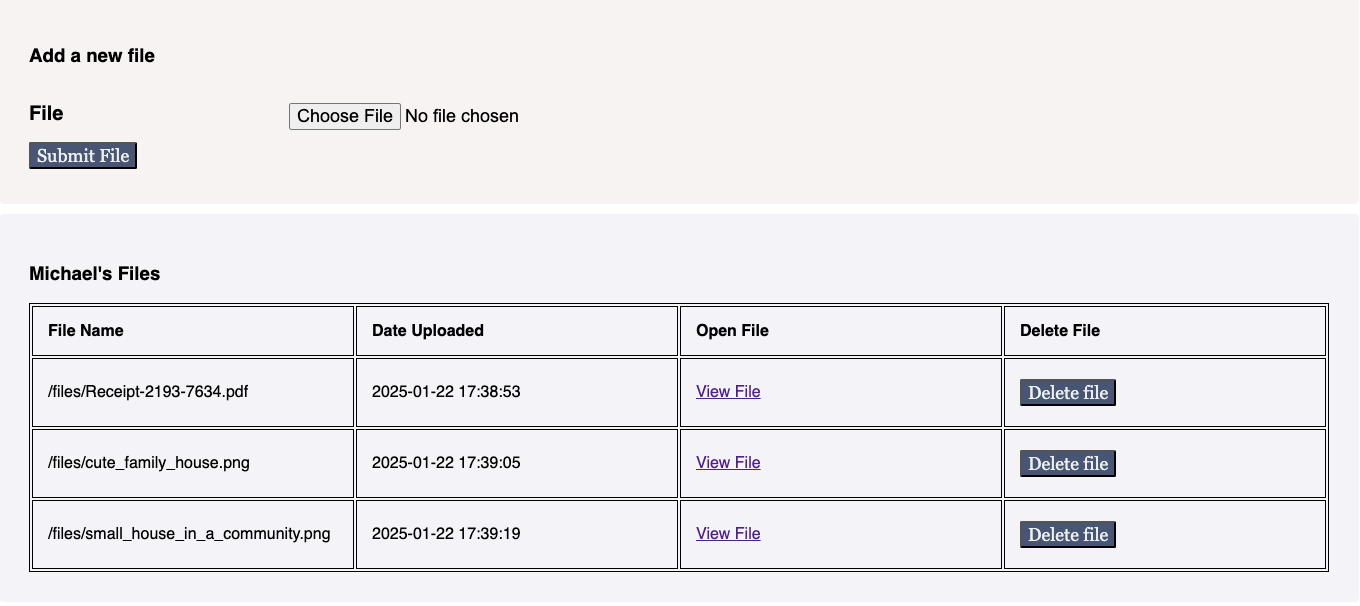 Add a new file
File Choose File No file chosen
Submit File
Michael's Files
File Name Date Uploaded Open File Delete File
/files/Receipt-2193-7634.pdf 2025-01-22 17:38:53 View File Delete file
/files/cute_family_house.png 2025-01-22 17:39:05 View File Delete file
/files/small_house_in_a_community.png 2025-01-22 17:39:19 View File Delete file